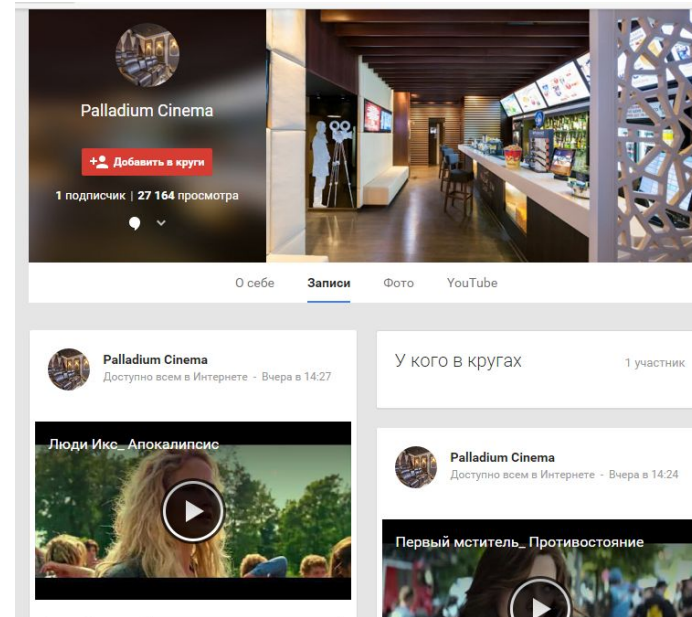 Palladium Cinema
Добавить в круги
1 подписчик | 27 164 просмотра
О себе Записи Фото YouTube
Palladium Cinema
Доступно всем в Интернете - Вчера в 14:27
Люди Икс_ Апокалипсис
У кого в кругах 1 участник
Palladium Cinema
Доступно всем в Интернете - Вчера в 14:24
Первый мститель_ Противостояние